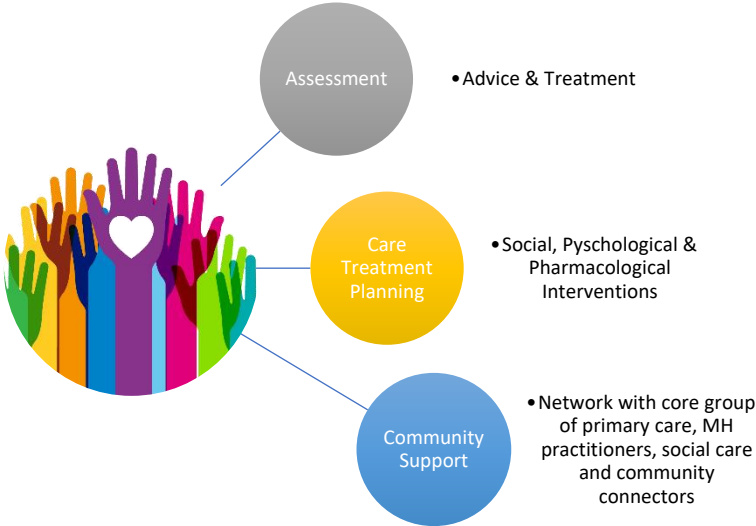 Assessment
•Advice & Treatment
Care
Treatment
Planning
•Social, Pyschological &
Pharmacological
Interventions
Community
Support
•Network with core group
of primary care, MH
practitioners, social care
and community
connectors